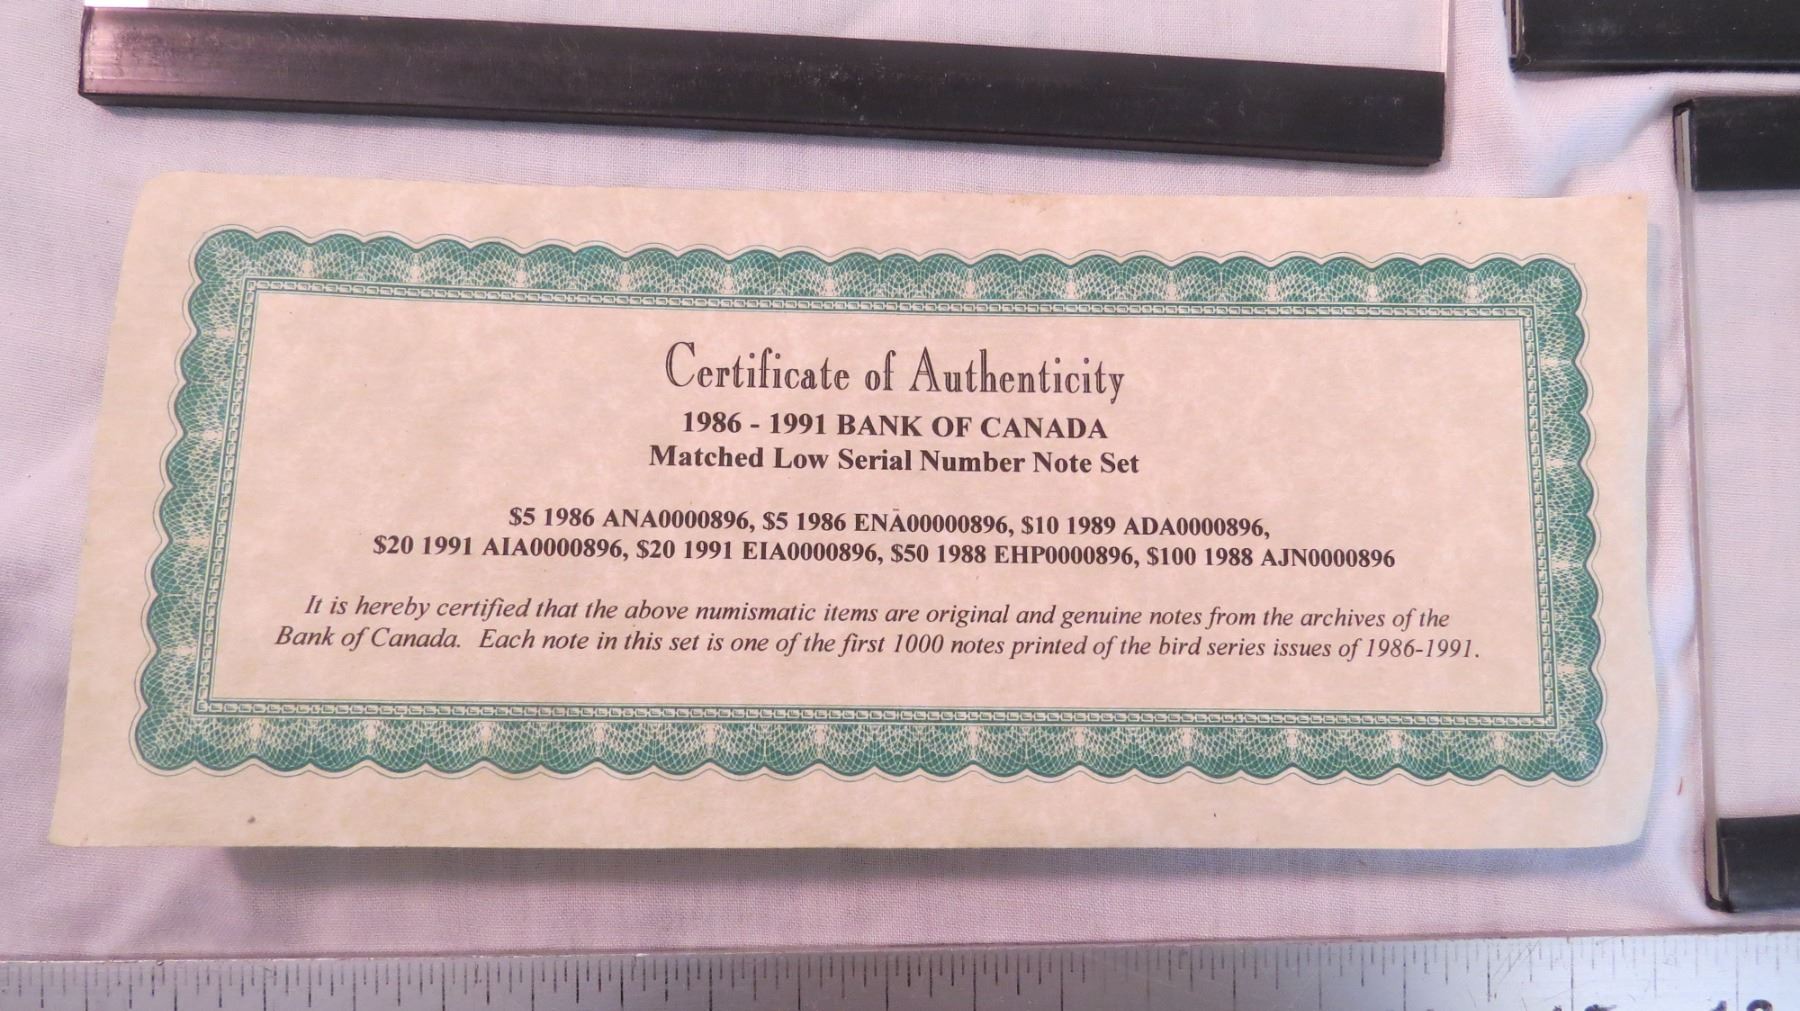 Certificate of Authenticity
1986 - 1991 BANK OF CANADA
Matched Low Serial Number Note Set
$5 1986 ANA0000896, $5 1986 ENA00000896, $10 1989 ADA0000896,
$20 1991 AIA0000896, $20 1991 EIA0000896, $50 1988 EHP0000896, $100 1988 AJN0000896
It is hereby certified that the above numismatic items are original and genuine notes from the archives of the
Bank of Canada. Each note in this set is one of the first 1000 notes printed of the bird series issues of 1986-1991.